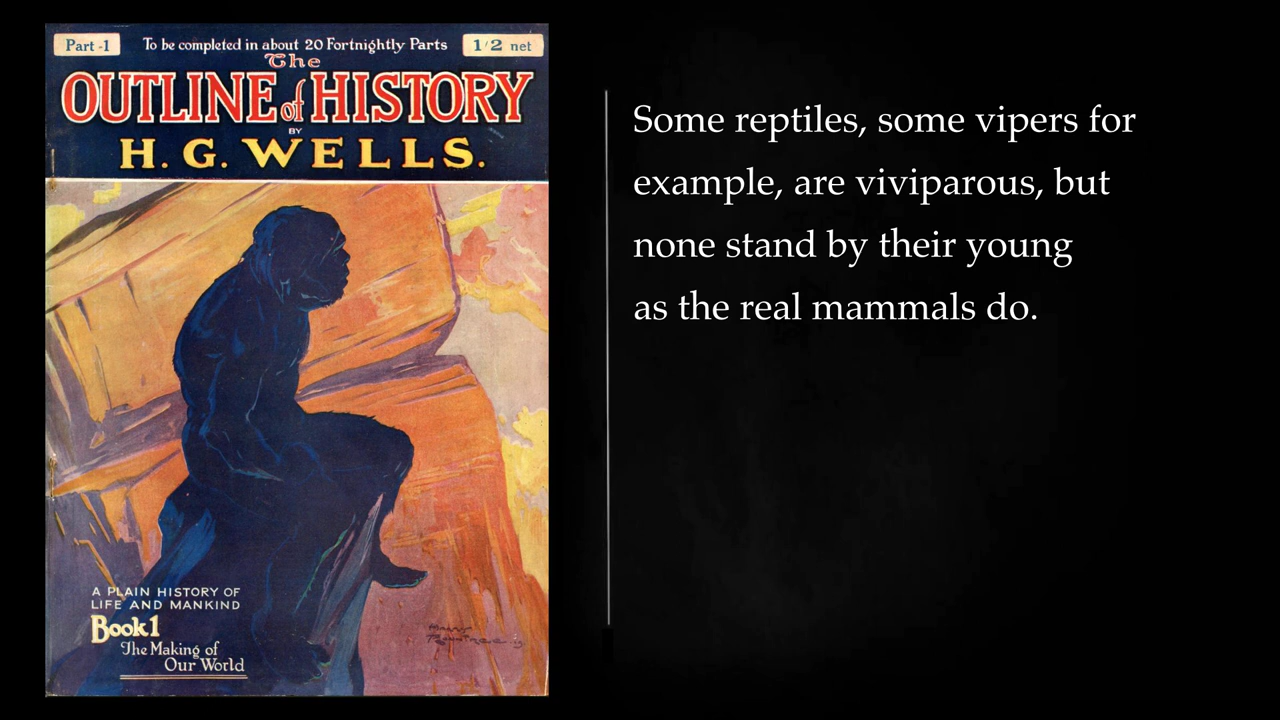 Part -1
To be completed in about 20 Fortnightly Parts
1/2 net
The
OUTLINE of HISTORY
BY
H. G. WELLS.
A PLAIN HISTORY OF
LIFE AND MANKIND
Book 1
The Making of
Our World
Some reptiles, some vipers for
example, are viviparous, but
none stand by their young
as the real mammals do.